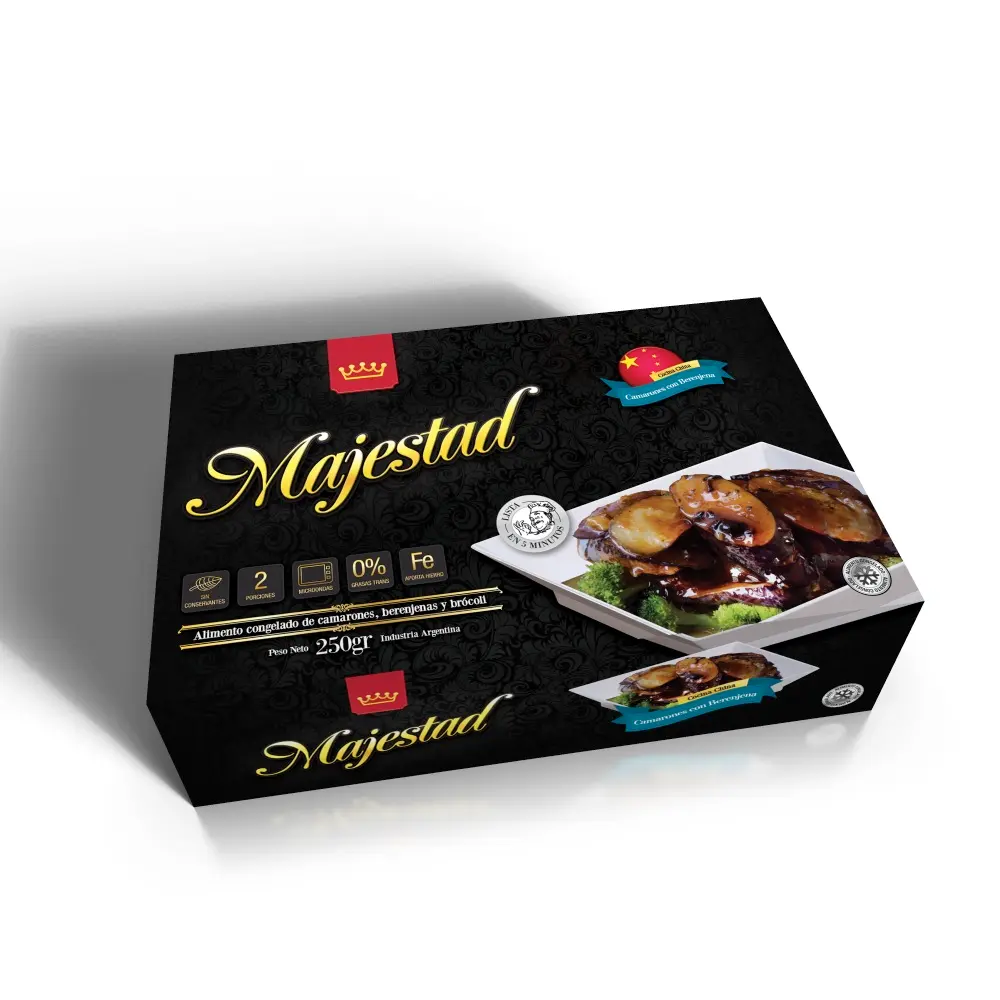 Majestad
Cocina China
Camarones con Berenjena
LISTA
EN 5 MINUTOS
SIN
CONSERVANTES
2
PORCIONES
MICROONDAS
0%
GRASAS TRANS
Fe
APORTA HIERRO
Alimento congelado de camarones, berenjenas y brócoli
Peso Neto 250gr Industria Argentina
Majestad
Cocina China
Camarones con Berenjena